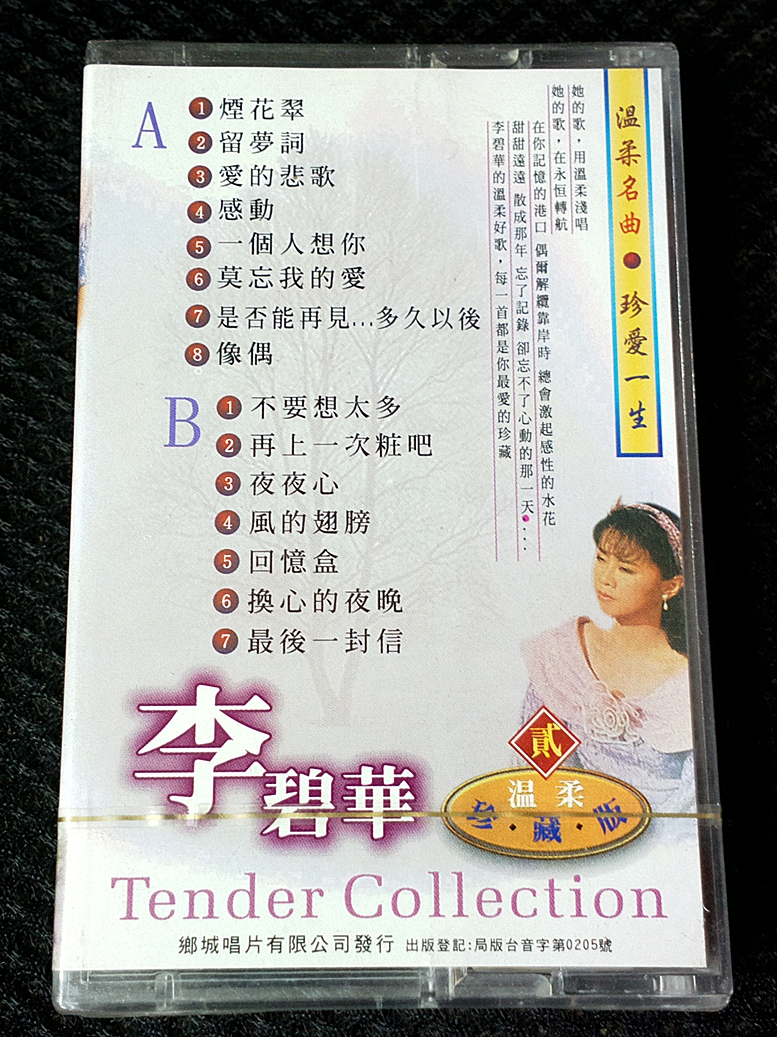 A
1 煙花翠
2 留夢詞
3 愛的悲歌
4 感動
5 一個人想你
6 莫忘我的愛
7 是否能再見...多久以後
8 像偶
B
1 不要想太多
2 再上一次粧吧
3 夜夜心
4 風的翅膀
5 回憶盒
6 換心的夜晚
7 最後一封信
溫柔名曲●珍愛一生
她的歌，用溫柔淺唱
她的歌，在永恒轉航
在你記憶的港口 偶爾解纜靠岸時 總會激起感性的水花
甜甜遠遠 散成那年 忘了記錄 卻忘不了心動的那一天...
李碧華的溫柔好歌，每一首都是你最愛的珍藏
李碧華
貳
溫柔
珍·藏·版
Tender Collection
鄉城唱片有限公司發行 出版登記:局版台音字第0205號